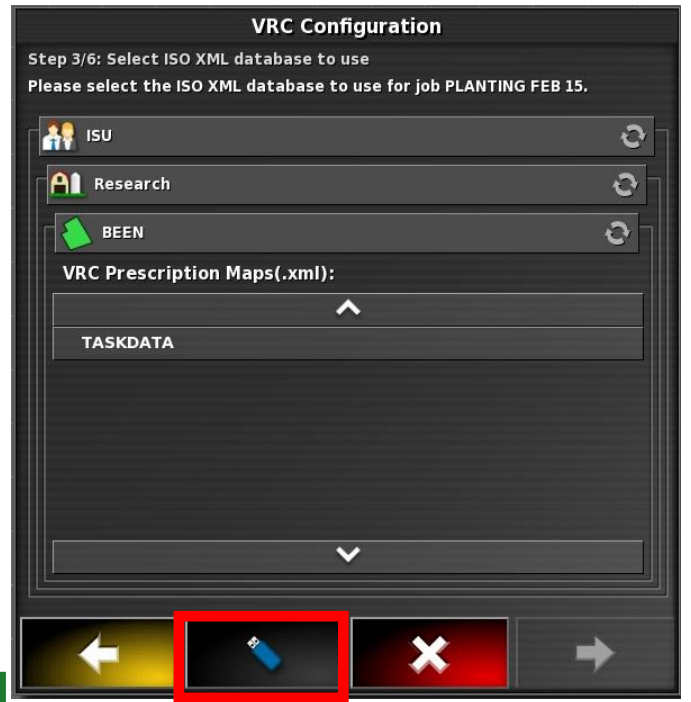 VRC Configuration
Step 3/6: Select ISO XML database to use
Please select the ISO XML database to use for job PLANTING FEB 15.
ISU
Research
BEEN
VRC Prescription Maps(.xml):
TASKDATA